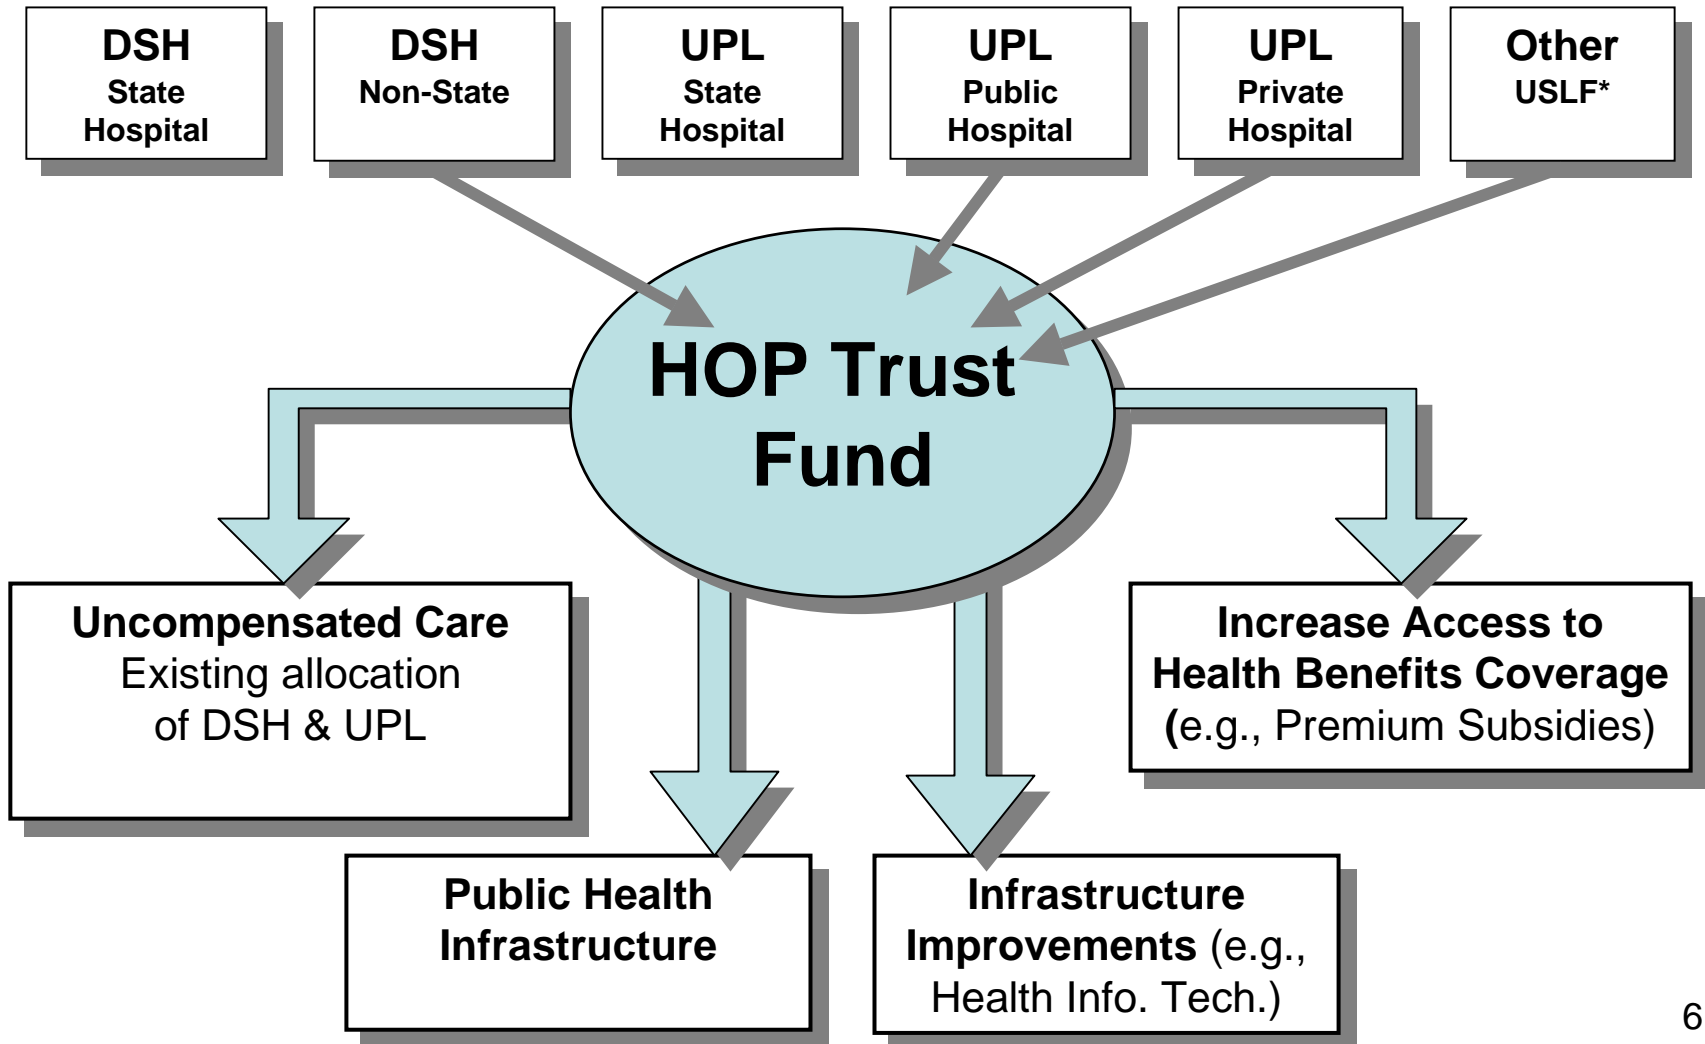 DSH
State
Hospital
DSH
Non-State
UPL
State
Hospital
UPL
Public
Hospital
UPL
Private
Hospital
Other
USLF*
HOP Trust
Fund
Uncompensated Care
Existing allocation
of DSH & UPL
Increase Access to
Health Benefits Coverage
(e.g., Premium Subsidies)
Public Health
Infrastructure
Infrastructure
Improvements (e.g.,
Health Info. Tech.)
6